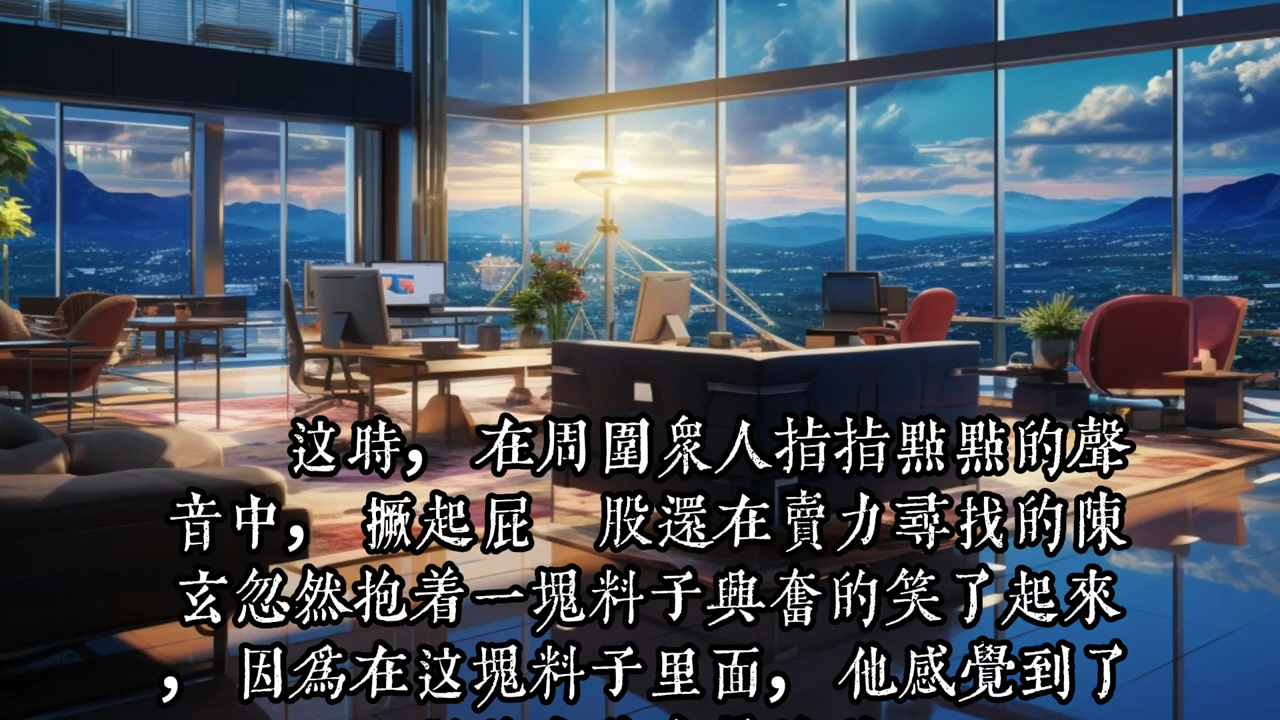 这時，在周圍衆人指指點點的聲
音中，撅起屁 股還在賣力尋找的陳
玄忽然抱着一塊料子興奮的笑了起來
，因爲在这塊料子里面，他感覺到了